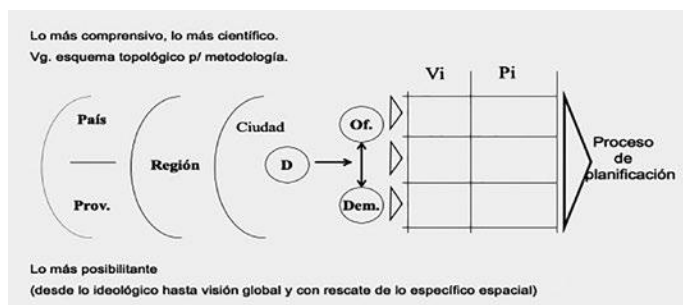 Lo más comprensivo, lo más científico.
Vg. esquema topológico p/ metodología.
Vi
Pi
País
Prov.
Región
Ciudad
D
Of.
Dem.
Proceso
de
planificación
Lo más posibilitante
(desde lo ideológico hasta visión global y con rescate de lo específico espacial)